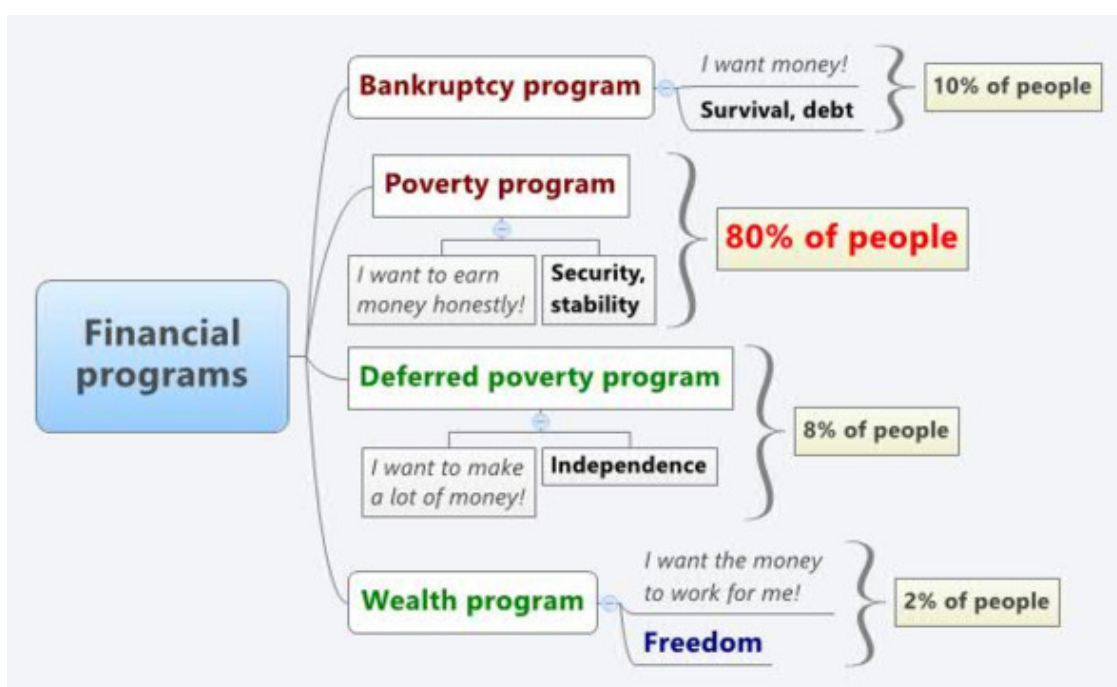 Financial
programs
Bankruptcy program
I want money!
Survival, debt
10% of people
Poverty program
I want to earn
money honestly!
Security,
stability
80% of people
Deferred poverty program
I want to make
a lot of money!
Independence
8% of people
Wealth program
I want the money
to work for me!
Freedom
2% of people